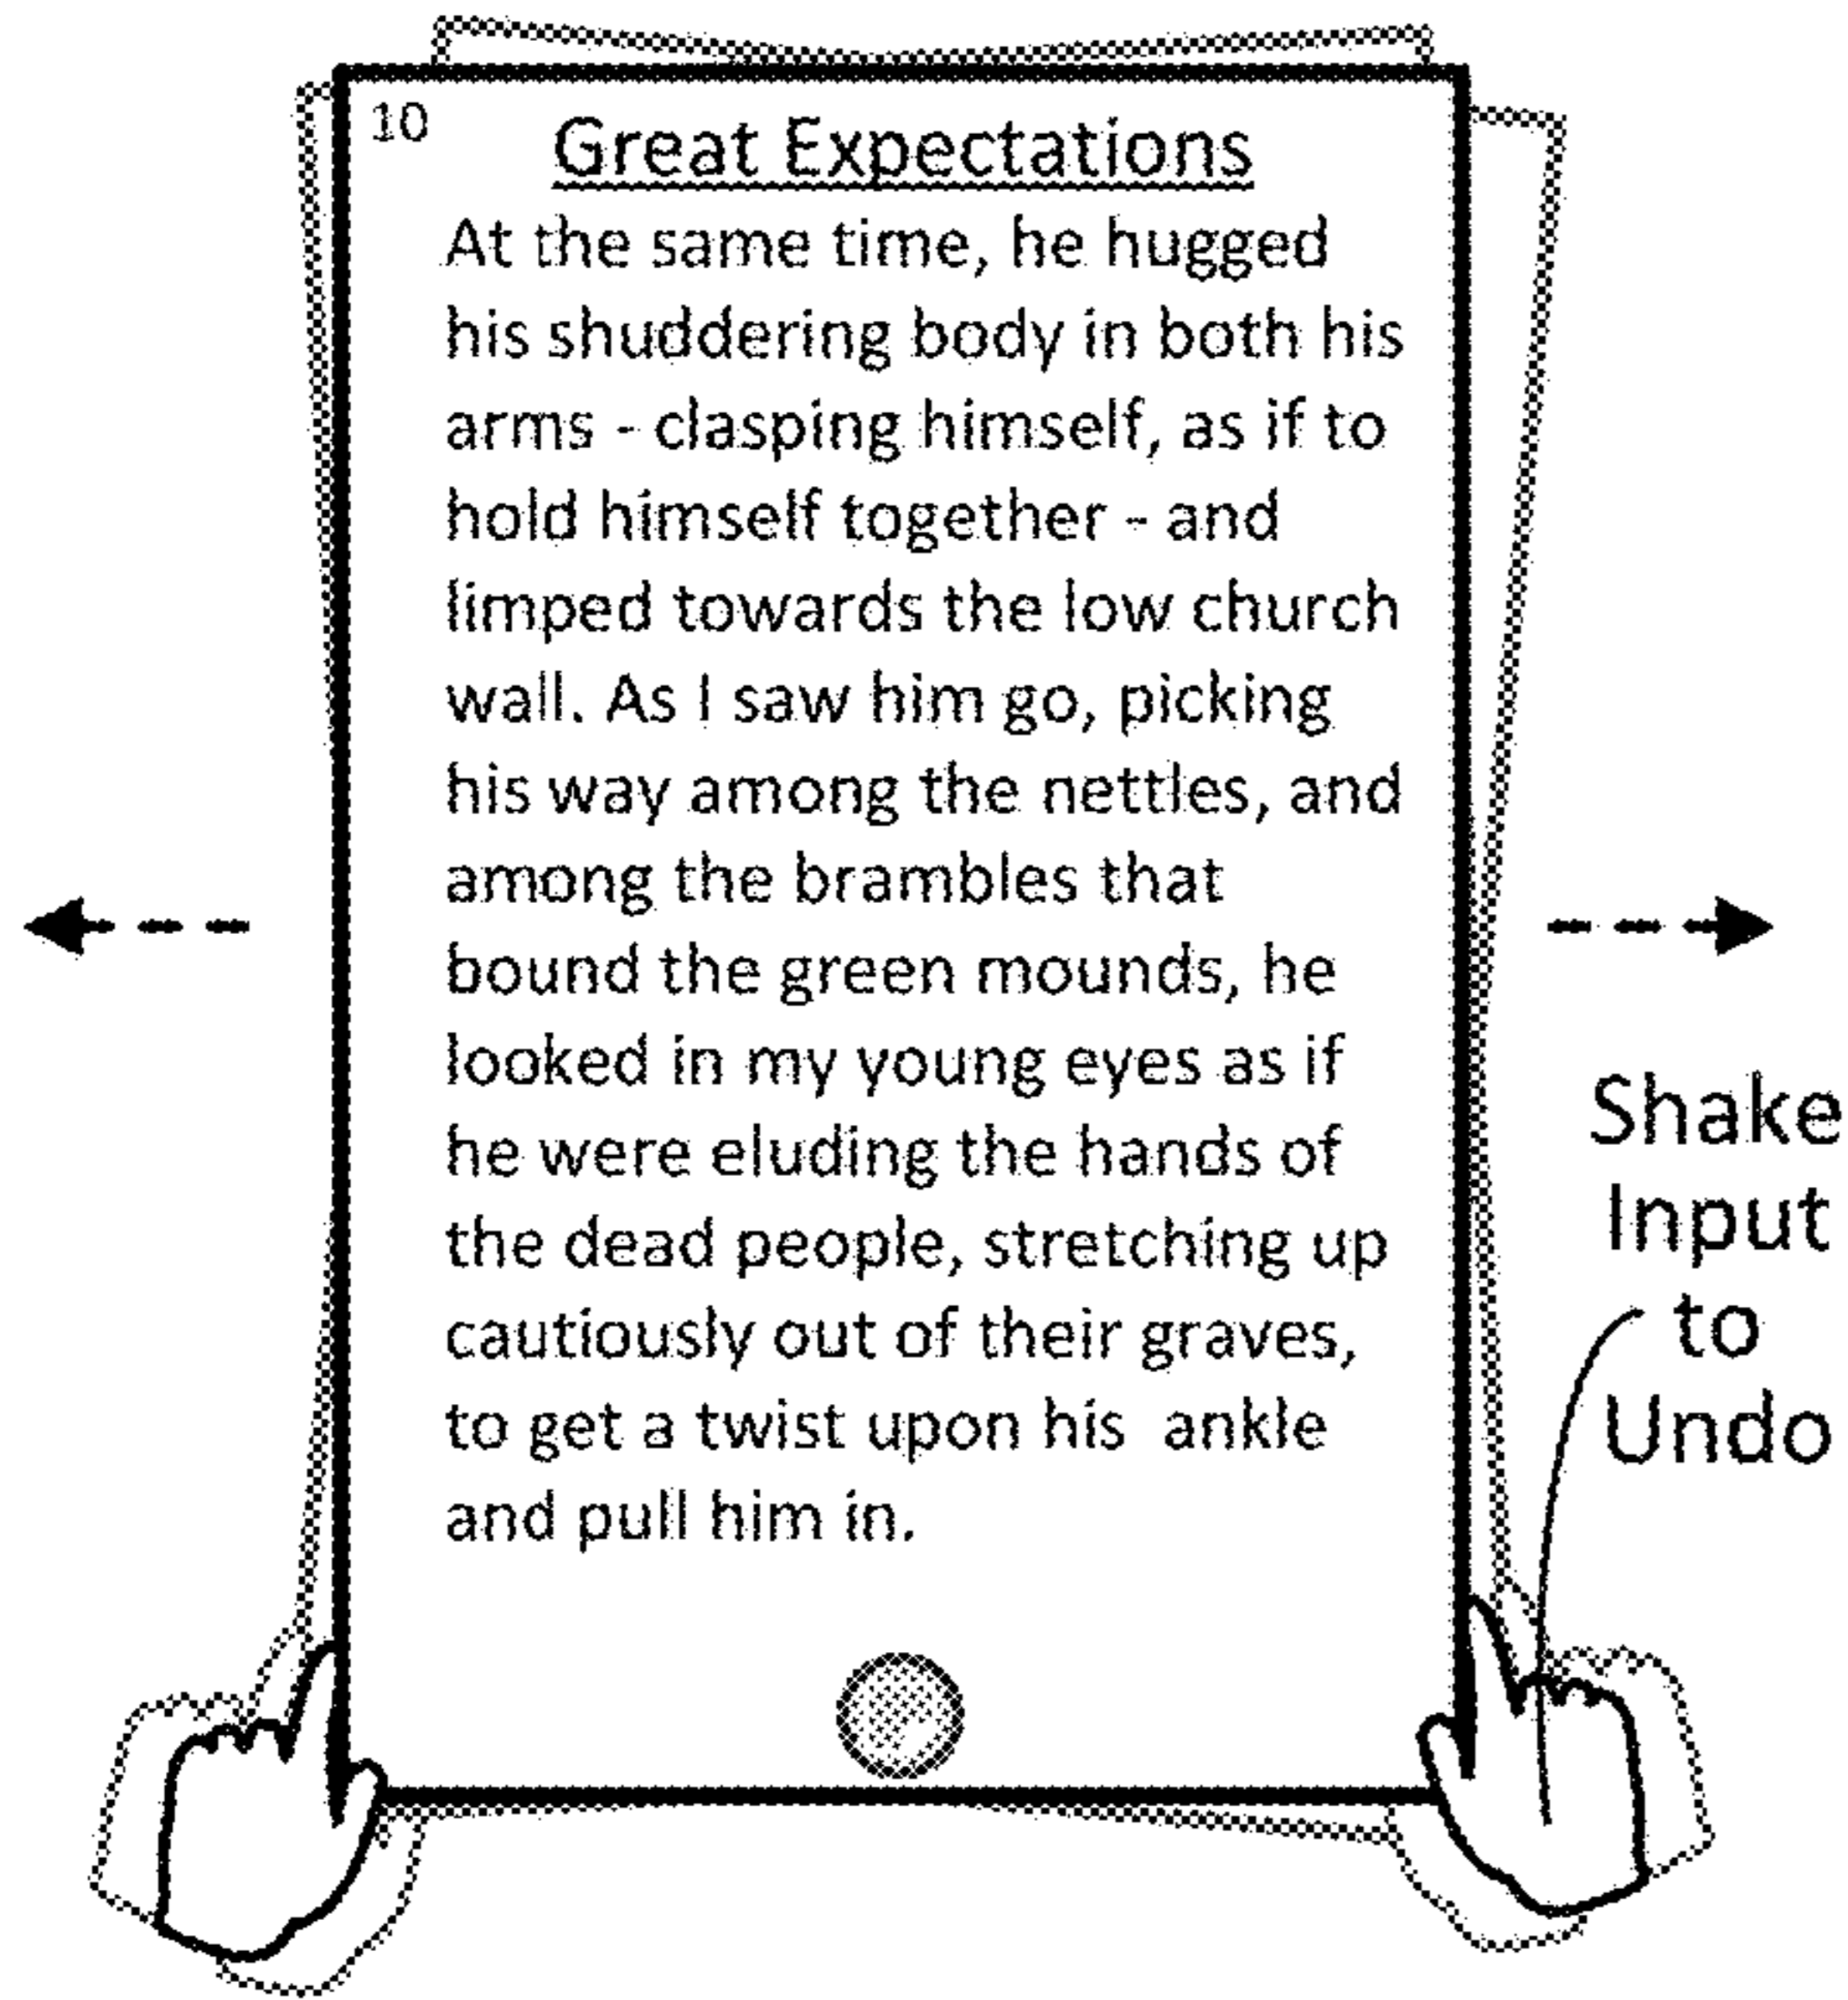 10
Great Expectations
At the same time, he hugged
his shuddering body in both his
arms - clasping himself, as if to
hold himself together - and
limped towards the low church
wall. As I saw him go, picking
his way among the nettles, and
among the brambles that
bound the green mounds, he
looked in my young eyes as if
he were eluding the hands of
the dead people, stretching up
cautiously out of their graves,
to get a twist upon his  ankle
and pull him in.
Shake
Input
to
Undo